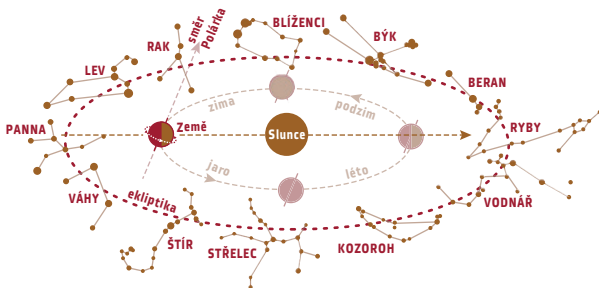 směr
Polárka
BLÍŽENCI
BÝK
RAK
LEV
BERAN
zima
podzim
PANNA
Země
Slunce
RYBY
jaro
léto
VÁHY
ekliptika
VODNÁŘ
ŠTÍR
STŘELEC
KOZOROH